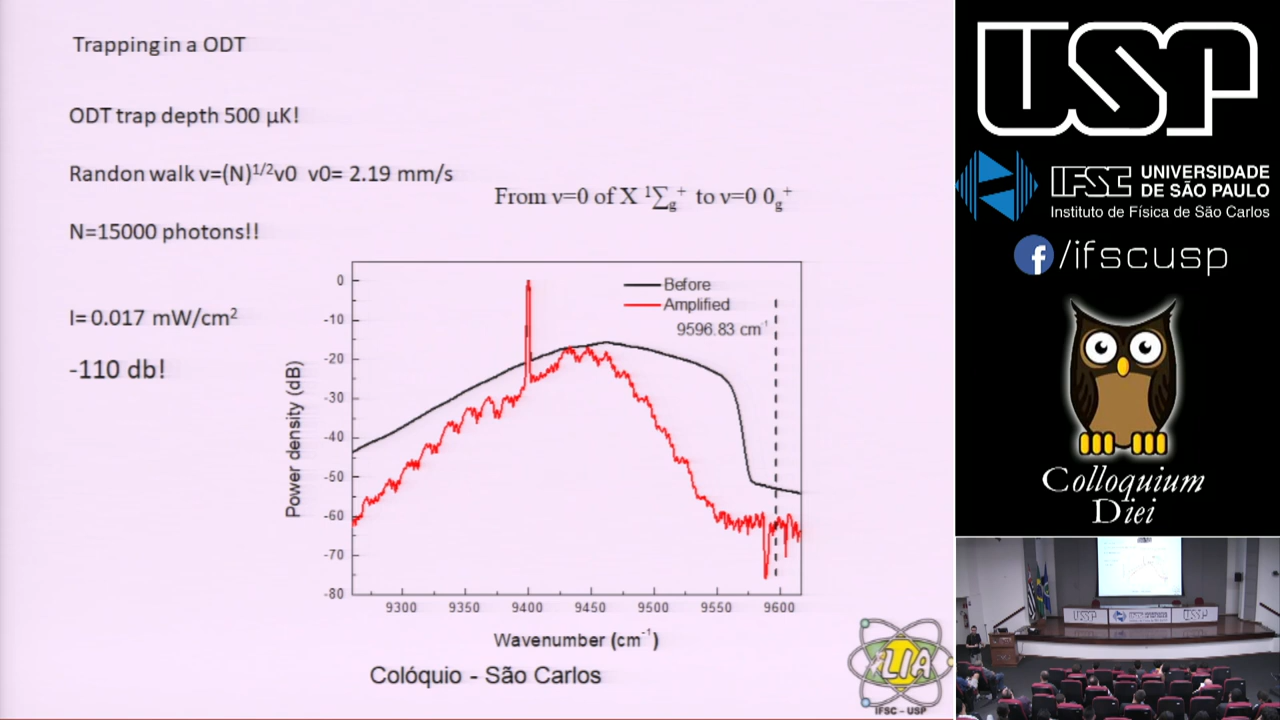 Trapping in a ODT
ODT trap depth 500 µK!
Randon walk v=(N)^1/2v0 v0= 2.19 mm/s
N=15000 photons!!
I= 0.017 mW/cm²
-110 db!
From ν=0 of X ¹Σg⁺ to ν=0 0g⁺
Before
Amplified
9596.83 cm⁻¹
Power density (dB)
0
-10
-20
-30
-40
-50
-60
-70
-80
9300 9350 9400 9450 9500 9550 9600
Wavenumber (cm⁻¹)
Colóquio - São Carlos
LIA
IFSC - USP
USP
IFSC UNIVERSIDADE
DE SÃO PAULO
Instituto de Física de São Carlos
f /ifscusp
Colloquium
Diei